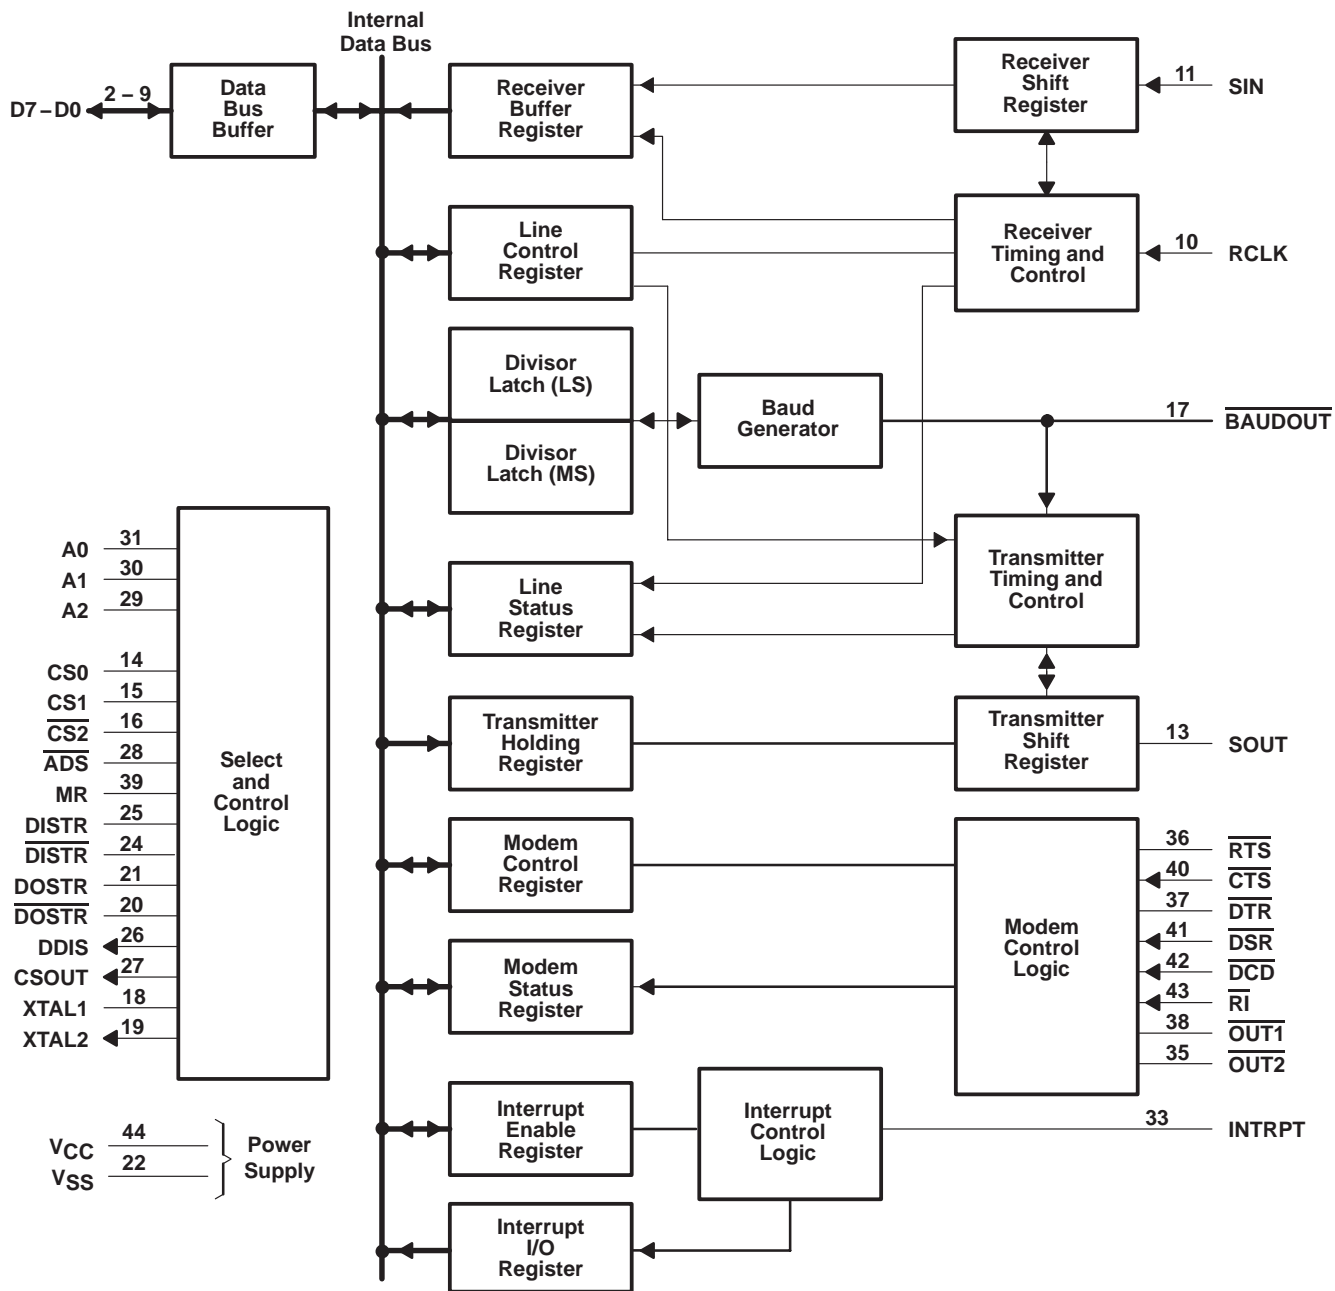 Internal
Data Bus
D7–D0
2 – 9
Data
Bus
Buffer
Receiver
Buffer
Register
Receiver
Shift
Register
11
SIN
Line
Control
Register
Receiver
Timing and
Control
10
RCLK
Divisor
Latch (LS)
Divisor
Latch (MS)
Baud
Generator
17
BAUDOUT
Line
Status
Register
Transmitter
Timing and
Control
Transmitter
Holding
Register
Transmitter
Shift
Register
13
SOUT
A0 31
A1 30
A2 29
CS0 14
CS1 15
CS2 16
ADS 28
MR 39
DISTR 25
DISTR 24
DOSTR 21
DOSTR 20
DDIS 26
CSOUT 27
XTAL1 18
XTAL2 19
Select
and
Control
Logic
Modem
Control
Register
Modem
Status
Register
Modem
Control
Logic
36 RTS
40 CTS
37 DTR
41 DSR
42 DCD
43 RI
38 OUT1
35 OUT2
VCC 44
VSS 22
Power
Supply
Interrupt
Enable
Register
Interrupt
Control
Logic
33
INTRPT
Interrupt
I/O
Register